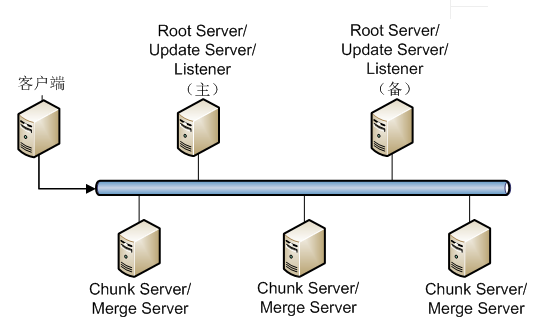 客户端
Root Server/
Update Server/
Listener
（主）
Root Server/
Update Server/
Listener
（备）
Chunk Server/
Merge Server
Chunk Server/
Merge Server
Chunk Server/
Merge Server